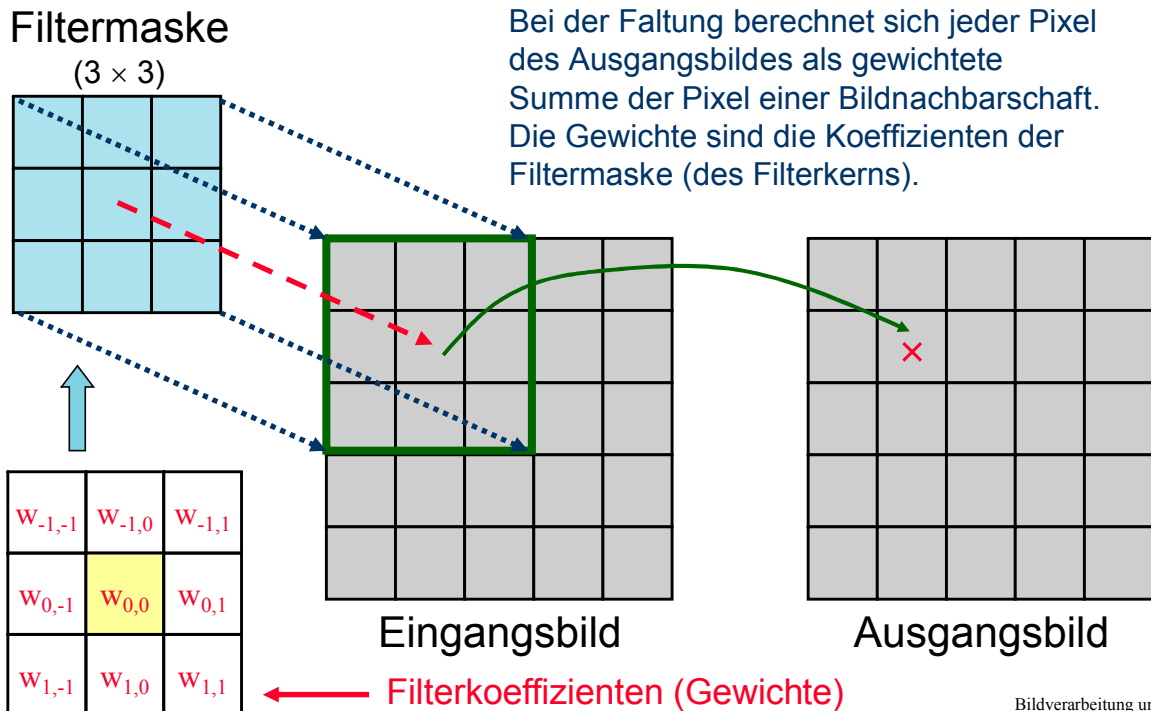 Filtermaske
(3 × 3)
Bei der Faltung berechnet sich jeder Pixel
des Ausgangsbildes als gewichtete
Summe der Pixel einer Bildnachbarschaft.
Die Gewichte sind die Koeffizienten der
Filtermaske (des Filterkerns).
w-1,-1 w-1,0 w-1,1
w0,-1 w0,0 w0,1
w1,-1 w1,0 w1,1
Eingangsbild
Ausgangsbild
Filterkoeffizienten (Gewichte)
Bildverarbeitung